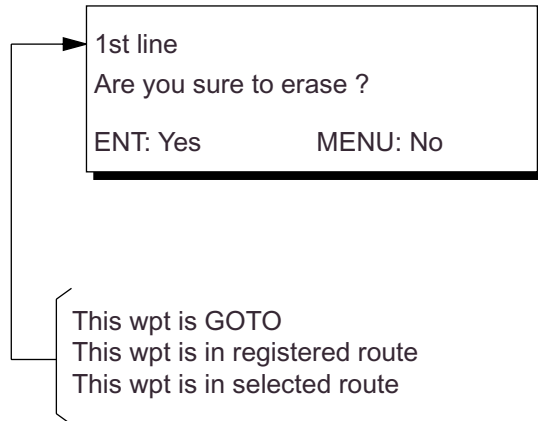 1st line
Are you sure to erase ?
ENT: Yes MENU: No
This wpt is GOTO
This wpt is in registered route
This wpt is in selected route